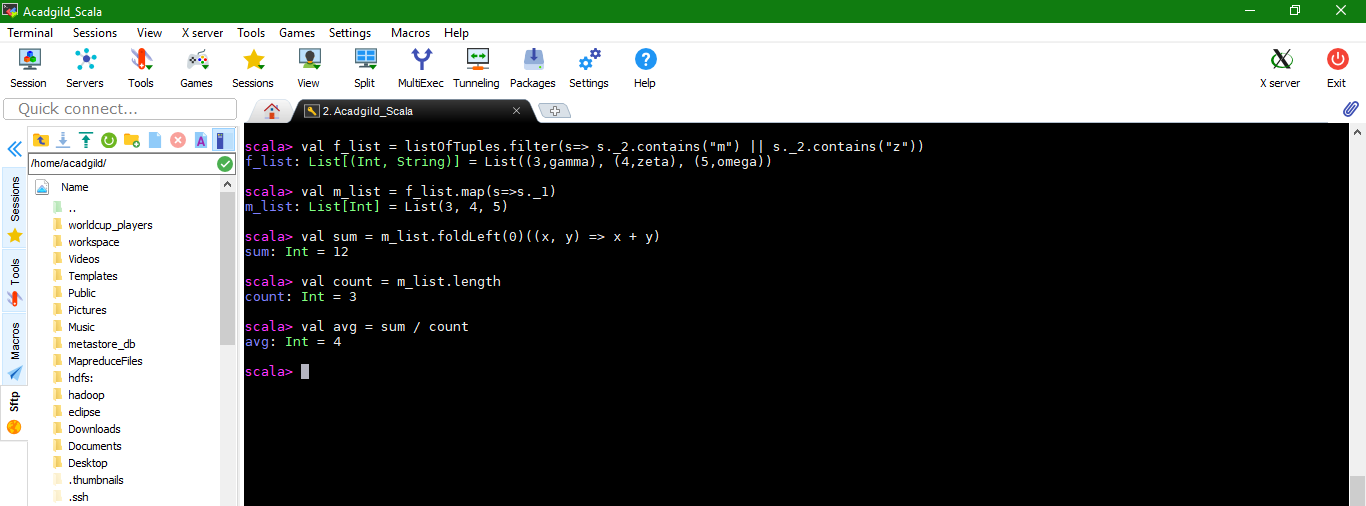 Acadgild_Scala
Terminal Sessions View X server Tools Games Settings Macros Help
Session Servers Tools Games Sessions View Split MultiExec Tunneling Packages Settings Help X server Exit
Quick connect...
2. Acadgild_Scala
/home/acadgild/
Name
..
worldcup_players
workspace
Videos
Templates
Public
Pictures
Music
metastore_db
MapreduceFiles
hdfs:
hadoop
eclipse
Downloads
Documents
Desktop
.thumbnails
.ssh
Sessions
Tools
Macros
Sftp
scala> val f_list = listOfTuples.filter(s=> s._2.contains("m") || s._2.contains("z"))
f_list: List[(Int, String)] = List((3,gamma), (4,zeta), (5,omega))
scala> val m_list = f_list.map(s=>s._1)
m_list: List[Int] = List(3, 4, 5)
scala> val sum = m_list.foldLeft(0)((x, y) => x + y)
sum: Int = 12
scala> val count = m_list.length
count: Int = 3
scala> val avg = sum / count
avg: Int = 4
scala>